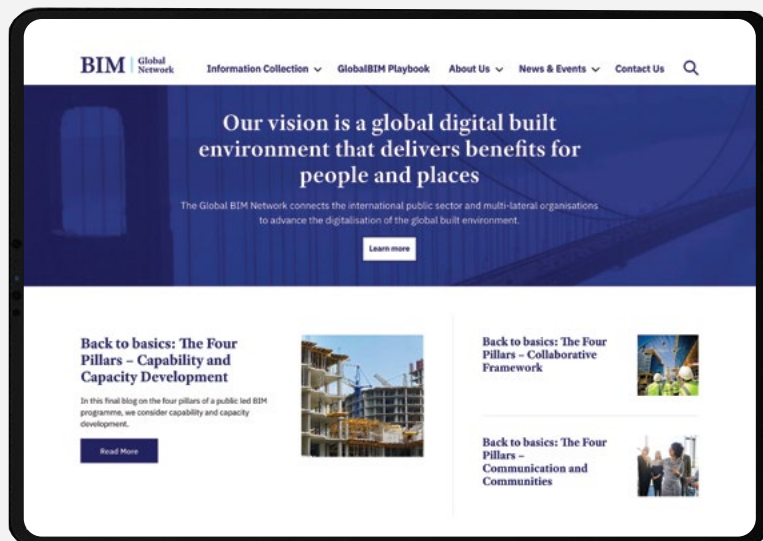 BIM Global
Network
Information Collection
GlobalBIM Playbook
About Us
News & Events
Contact Us
Our vision is a global digital built
environment that delivers benefits for
people and places
The Global BIM Network connects the international public sector and multi-lateral organisations
to advance the digitalisation of the global built environment.
Learn more
Back to basics: The Four
Pillars – Capability and
Capacity Development
In this final blog on the four pillars of a public led BIM
programme, we consider capability and capacity
development.
Read More
Back to basics: The Four
Pillars – Collaborative
Framework
Back to basics: The Four
Pillars –
Communication and
Communities